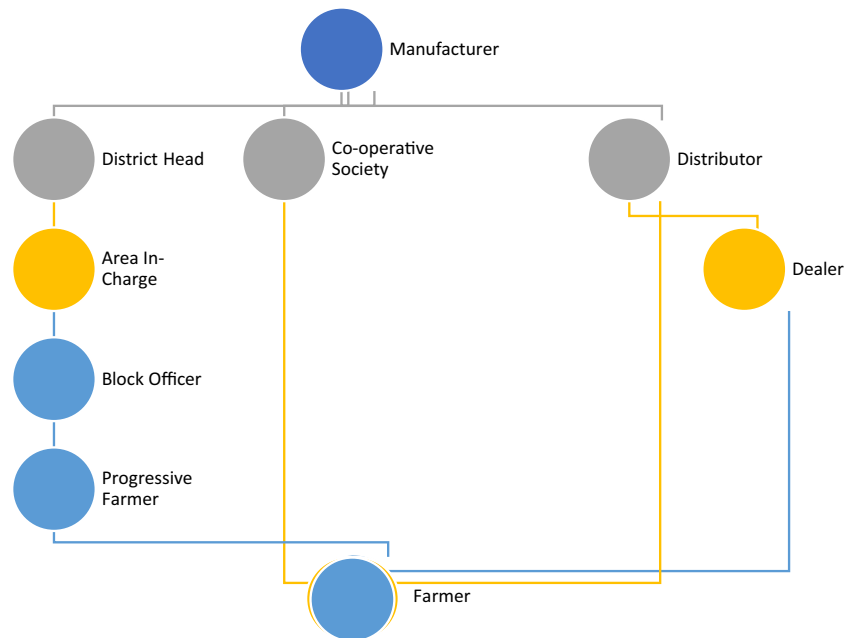 Manufacturer
District Head
Co-operative
Society
Distributor
Area In-
Charge
Dealer
Block Officer
Progressive
Farmer
Farmer